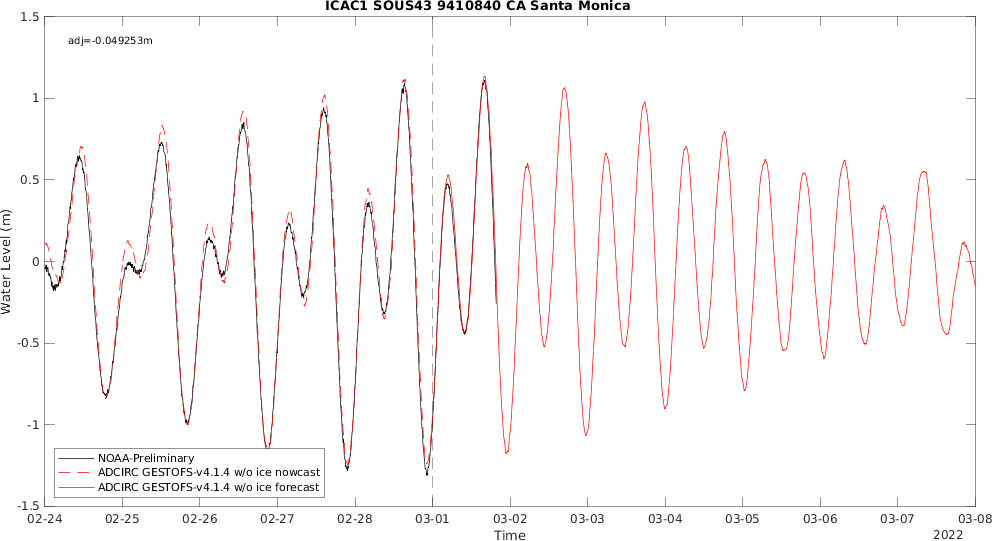 ICAC1 SOUS43 9410840 CA Santa Monica
adj=-0.049253m
1.5
1
0.5
0
-0.5
-1
-1.5
Water Level (m)
NOAA-Preliminary
ADCIRC GESTOFS-v4.1.4 w/o ice nowcast
ADCIRC GESTOFS-v4.1.4 w/o ice forecast
02-24 02-25 02-26 02-27 02-28 03-01 03-02 03-03 03-04 03-05 03-06 03-07 03-08
Time
2022